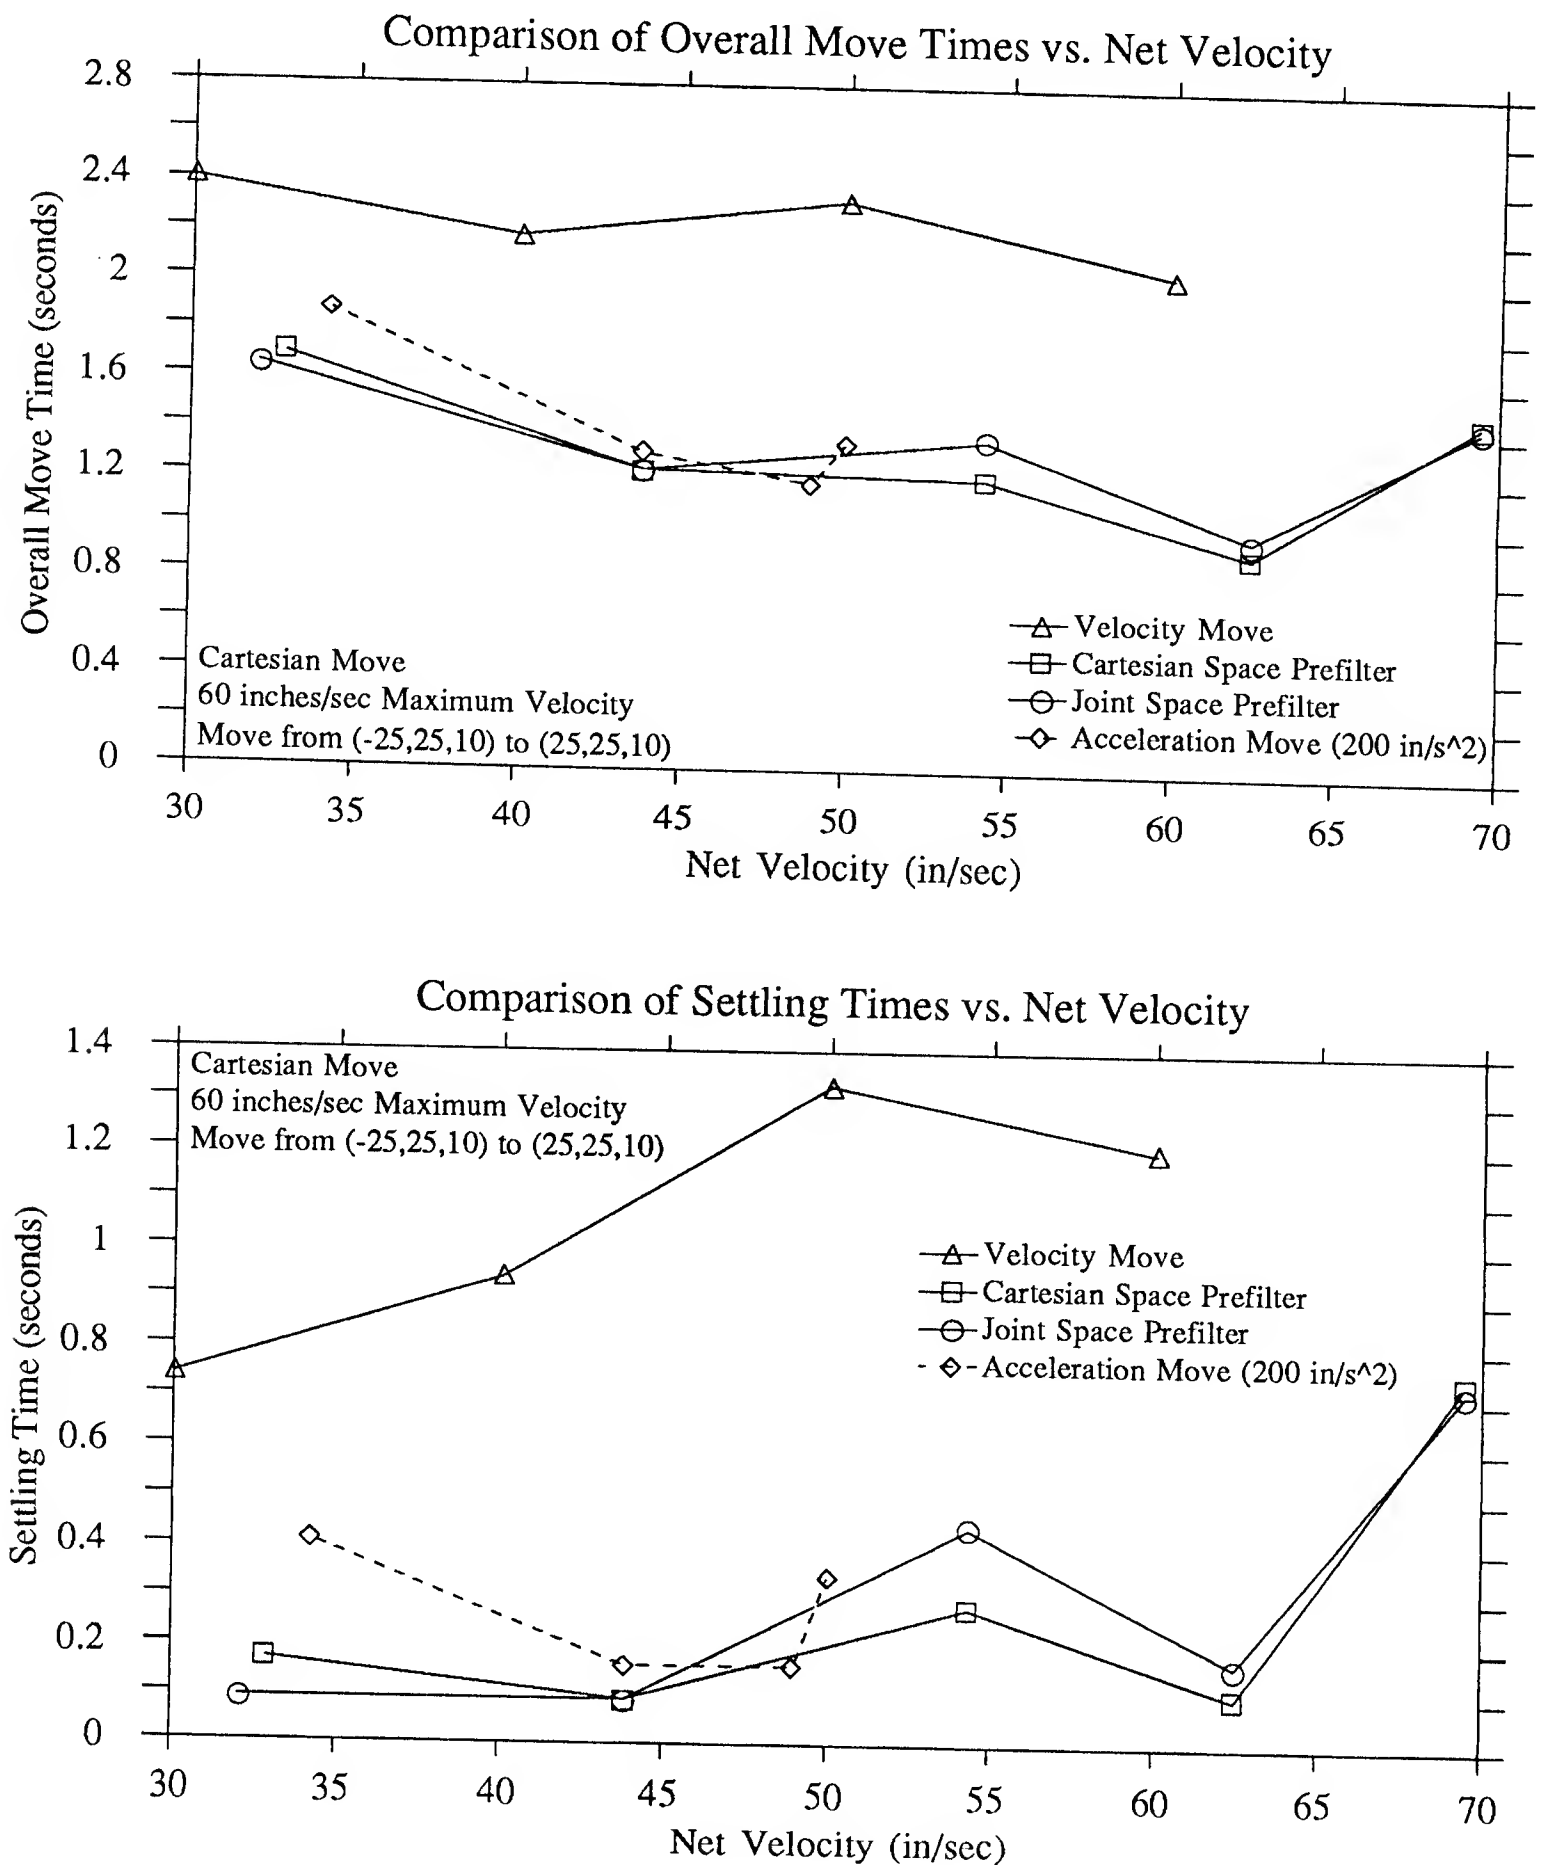 Comparison of Overall Move Times vs. Net Velocity
2.8
2.4
2
1.6
1.2
0.8
0.4
0
Overall Move Time (seconds)
Velocity Move
Cartesian Space Prefilter
Joint Space Prefilter
Acceleration Move (200 in/s^2)
Cartesian Move
60 inches/sec Maximum Velocity
Move from (-25,25,10) to (25,25,10)
30 35 40 45 50 55 60 65 70
Net Velocity (in/sec)
Comparison of Settling Times vs. Net Velocity
1.4
1.2
1
0.8
0.6
0.4
0.2
0
Settling Time (seconds)
Cartesian Move
60 inches/sec Maximum Velocity
Move from (-25,25,10) to (25,25,10)
Velocity Move
Cartesian Space Prefilter
Joint Space Prefilter
Acceleration Move (200 in/s^2)
30 35 40 45 50 55 60 65 70
Net Velocity (in/sec)